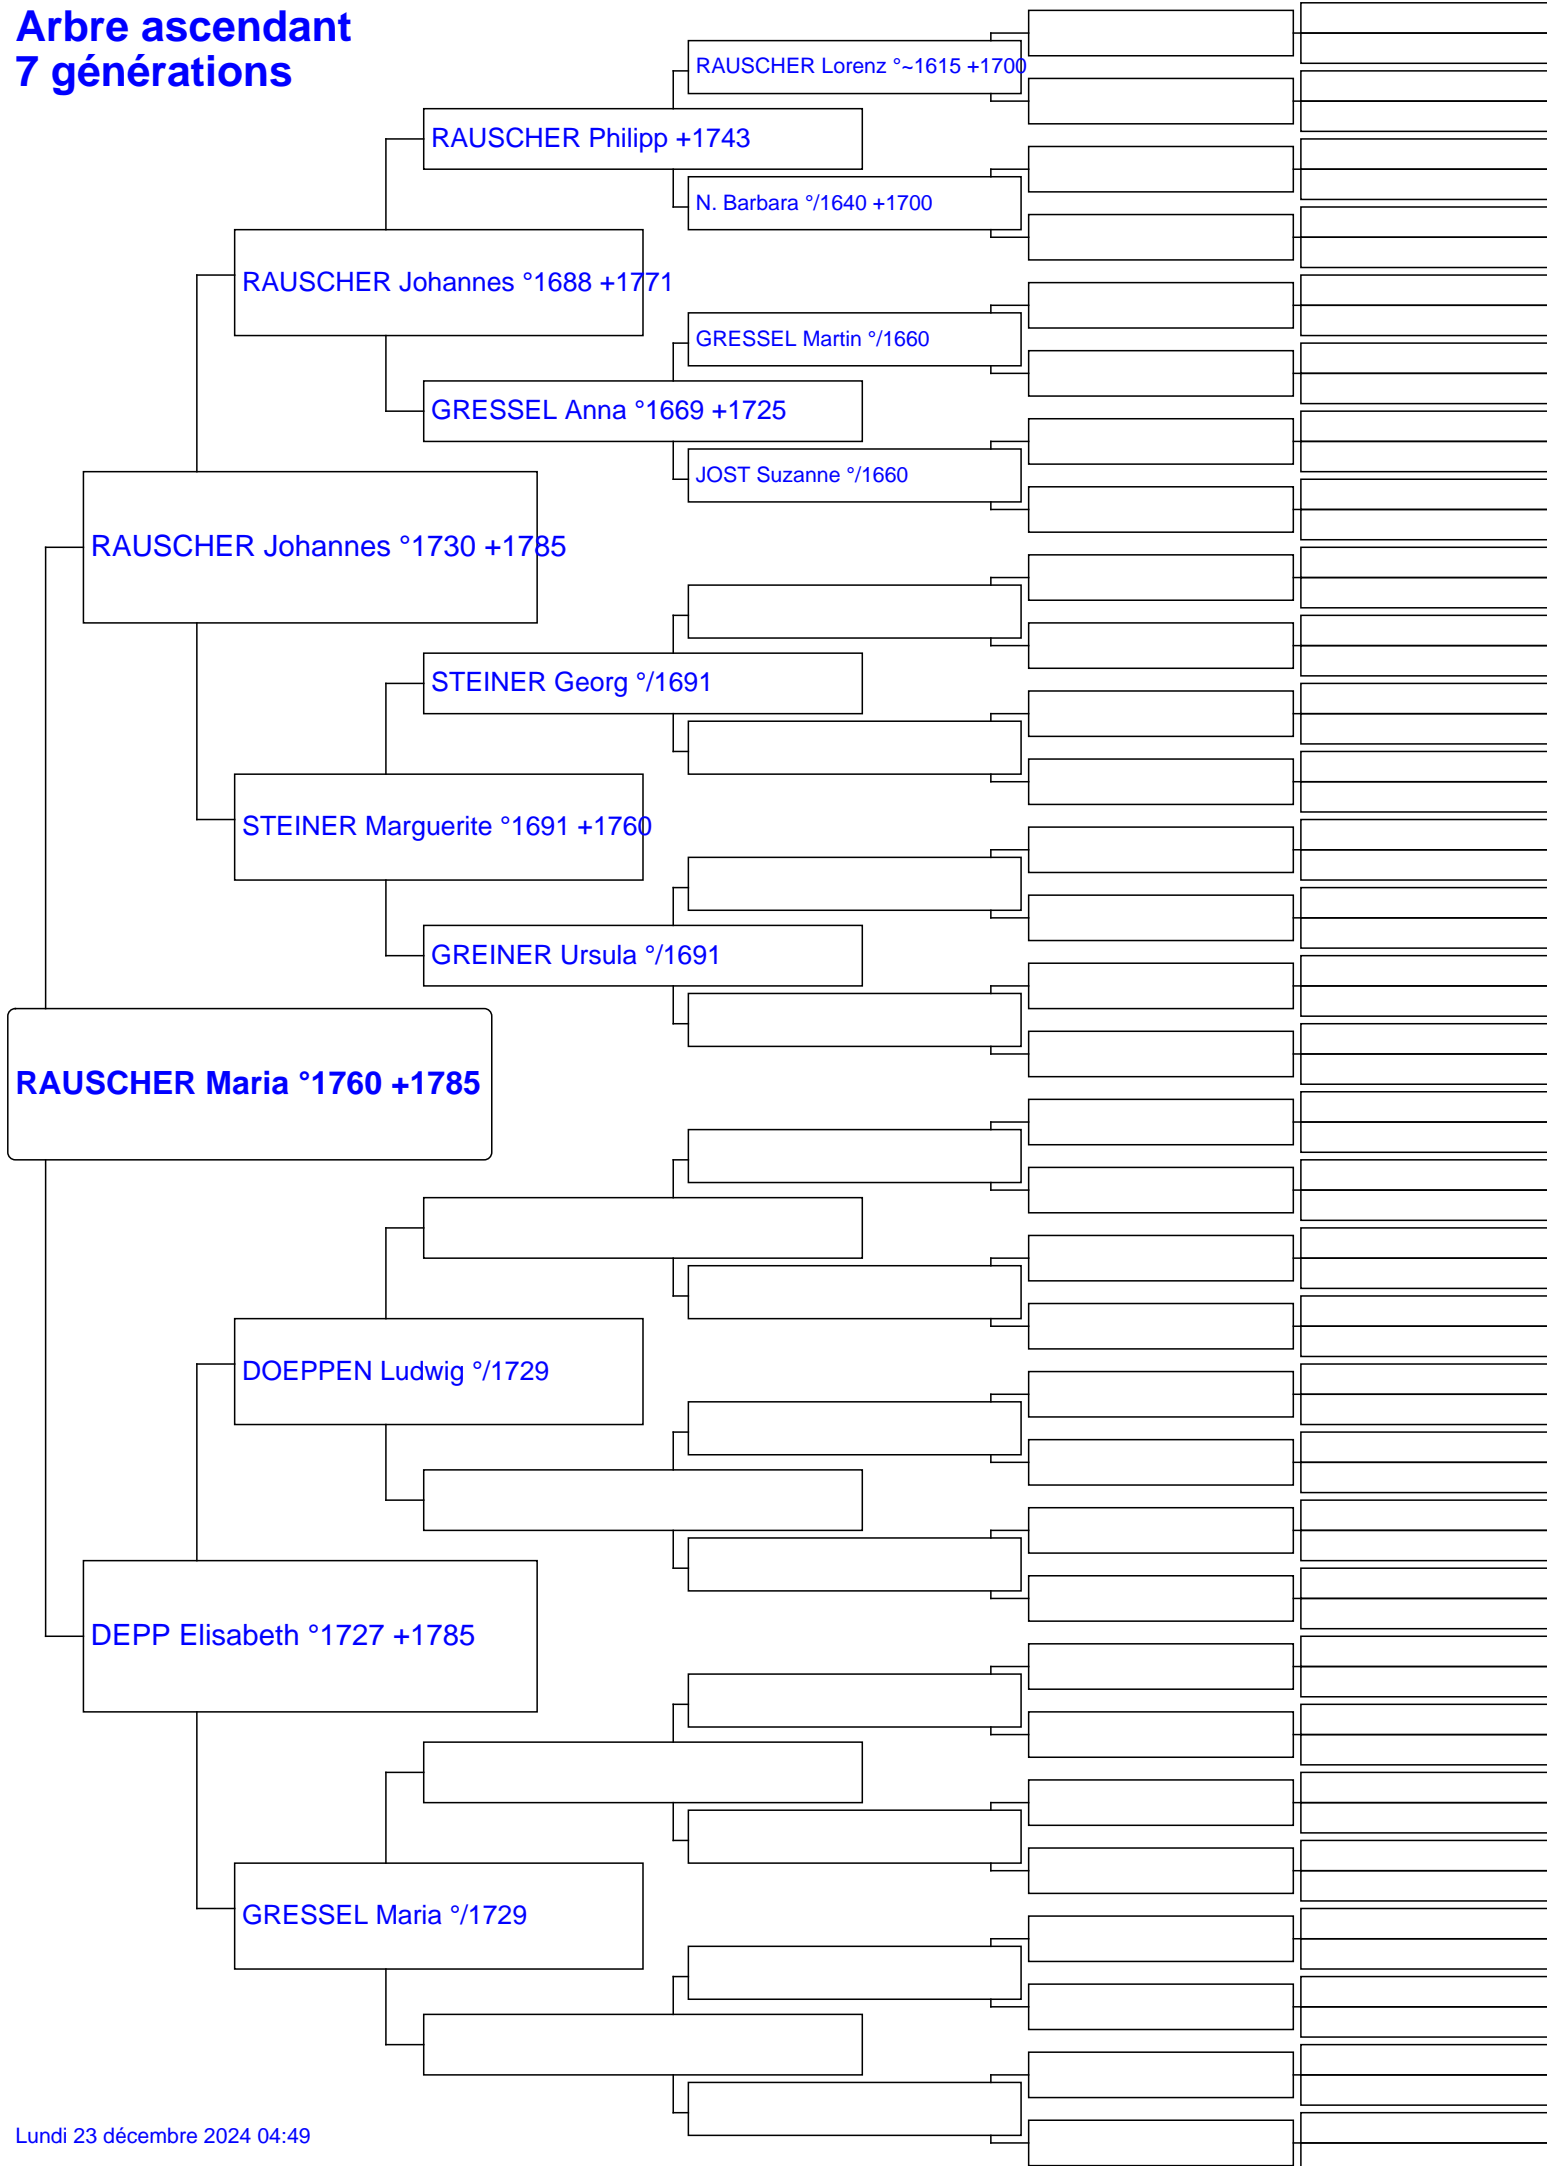 Arbre ascendant
7 générations
RAUSCHER Lorenz °~1615 +1700
RAUSCHER Philipp +1743
N. Barbara °/1640 +1700
RAUSCHER Johannes °1688 +1771
GRESSEL Martin °/1660
GRESSEL Anna °1669 +1725
JOST Suzanne °/1660
RAUSCHER Johannes °1730 +1785
STEINER Georg °/1691
STEINER Marguerite °1691 +1760
GREINER Ursula °/1691
RAUSCHER Maria °1760 +1785
DOEPPEN Ludwig °/1729
DEPP Elisabeth °1727 +1785
GRESSEL Maria °/1729
Lundi 23 décembre 2024 04:49